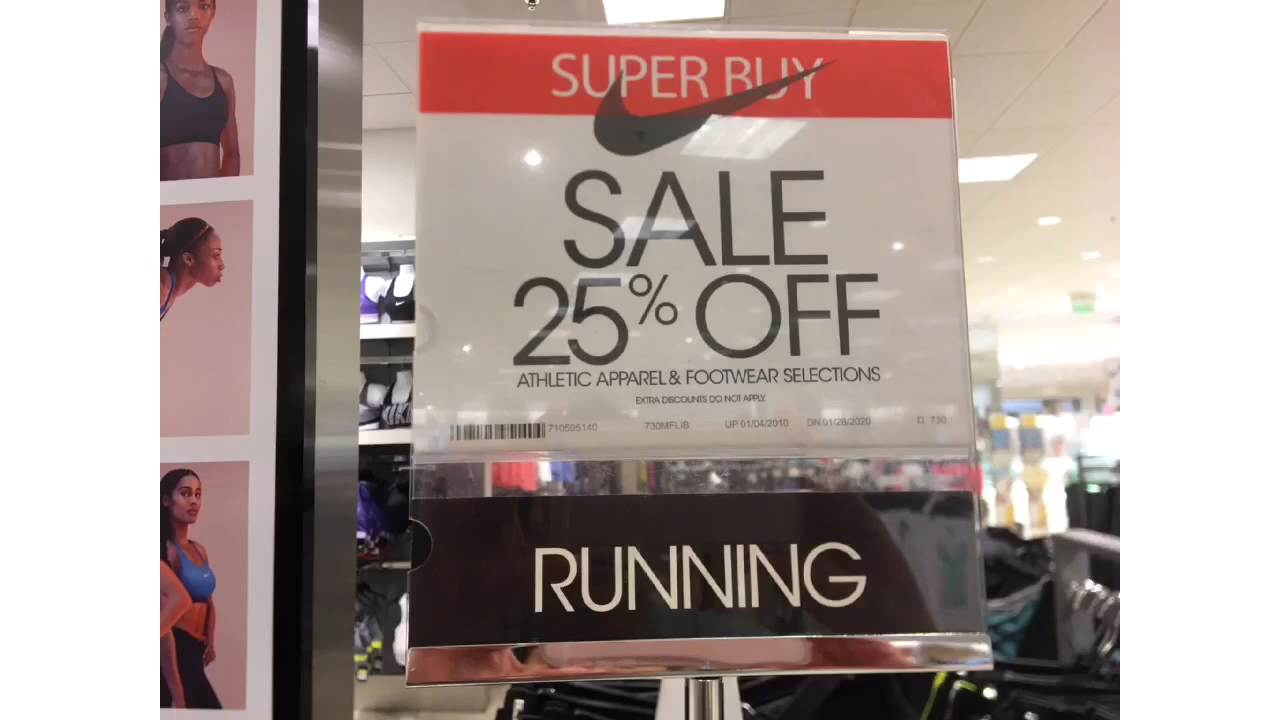 SUPER BUY
SALE
25% OFF
ATHLETIC APPAREL & FOOTWEAR SELECTIONS
EXTRA DISCOUNTS DO NOT APPLY.
710595140 730MFLIB UP 01/04/2010 DN 01/28/2020 D. 730
RUNNING